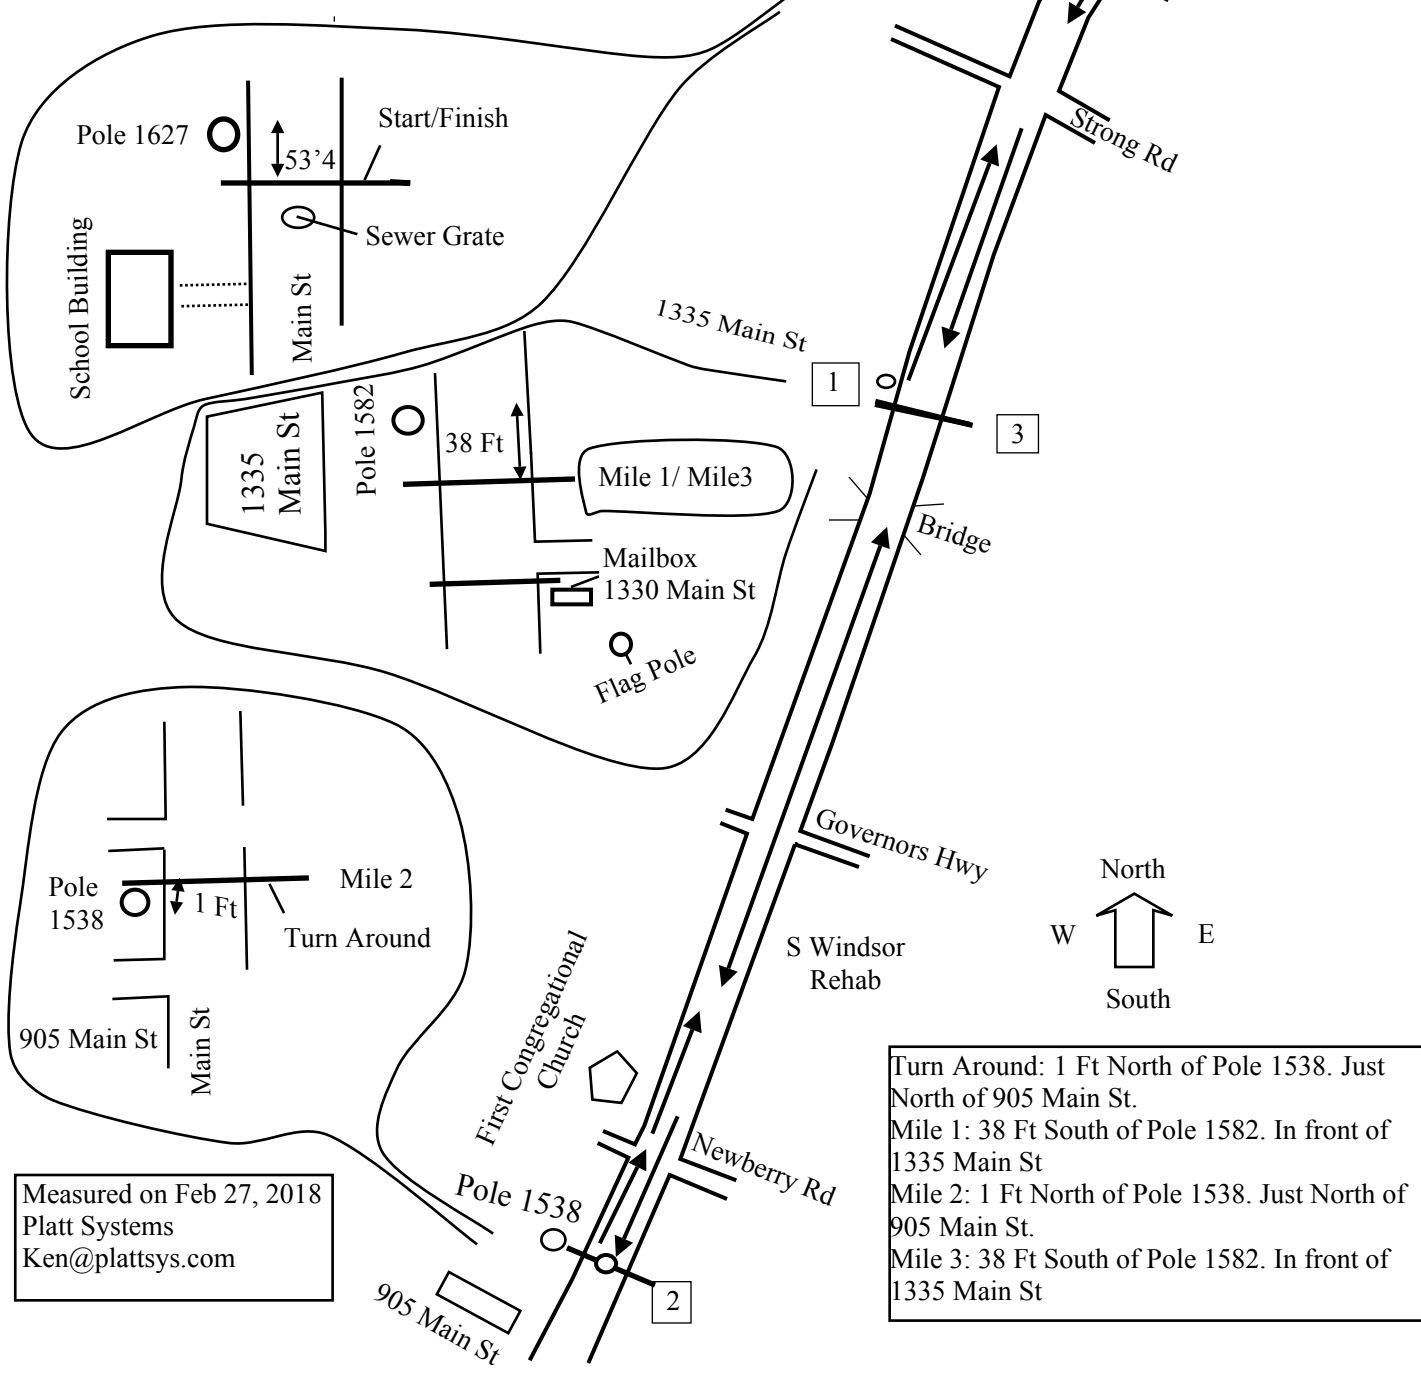 Pole 1627
Start/Finish
53’4
Sewer Grate
School Building
Main St
Strong Rd
1335 Main St
1
3
Pole 1582
1335
Main St
38 Ft
Mile 1/ Mile3
Bridge
Mailbox
1330 Main St
Flag Pole
Governors Hwy
Pole
1538
1 Ft
Mile 2
Turn Around
905 Main St
Main St
First Congregational
Church
S Windsor
Rehab
North
W
E
South
Newberry Rd
Pole 1538
2
905 Main St
Measured on Feb 27, 2018
Platt Systems
Ken@plattsys.com
Turn Around: 1 Ft North of Pole 1538. Just
North of 905 Main St.
Mile 1: 38 Ft South of Pole 1582. In front of
1335 Main St
Mile 2: 1 Ft North of Pole 1538. Just North of
905 Main St.
Mile 3: 38 Ft South of Pole 1582. In front of
1335 Main St